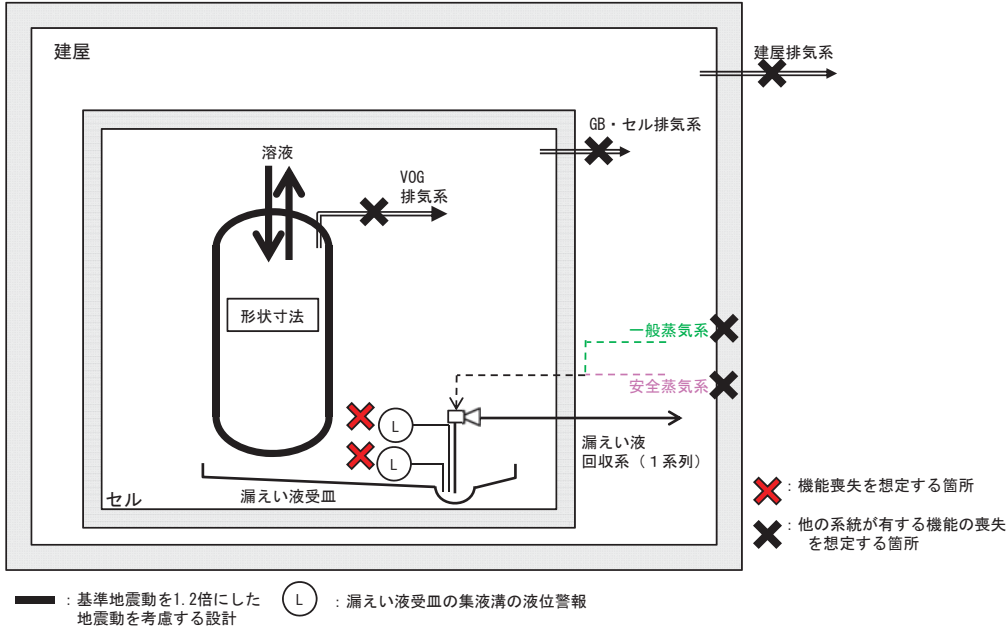 建屋
建屋排気系
GB・セル排気系
溶液
VOG
排気系
形状寸法
一般蒸気系
安全蒸気系
L
L
漏えい液
回収系（１系列）
漏えい液受皿
セル
：機能喪失を想定する箇所
：他の系統が有する機能の喪失
を想定する箇所
：基準地震動を1.2倍にした
地震動を考慮する設計
L
：漏えい液受皿の集液溝の液位警報